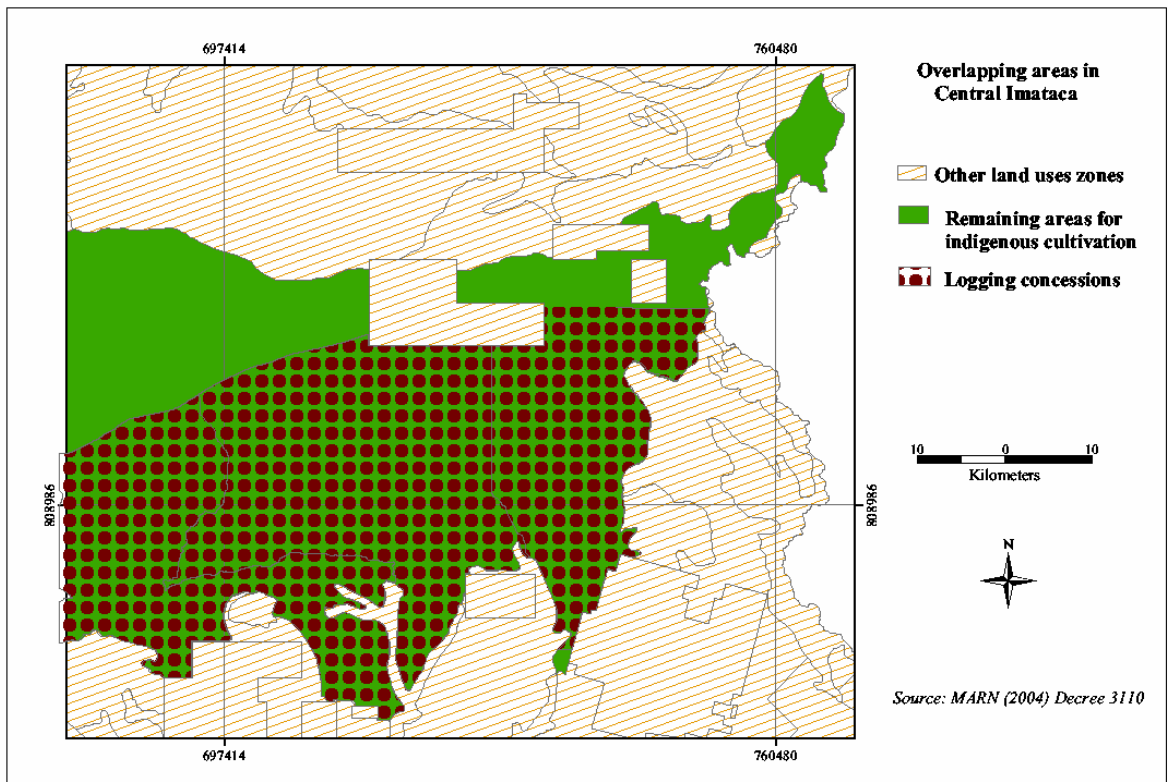 697414
760480
Overlapping areas in
Central Imataca
Other land uses zones
Remaining areas for
indigenous cultivation
Logging concessions
10 0 10
Kilometers
808986
808986
N
Source: MARN (2004) Decree 3110
697414
760480